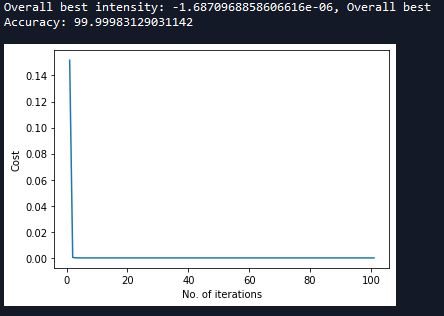 Overall best intensity: -1.6870968858606616e-06, Overall best
Accuracy: 99.99983129031142
0.14
0.12
0.10
0.08
0.06
0.04
0.02
0.00
Cost
0 20 40 60 80 100
No. of iterations